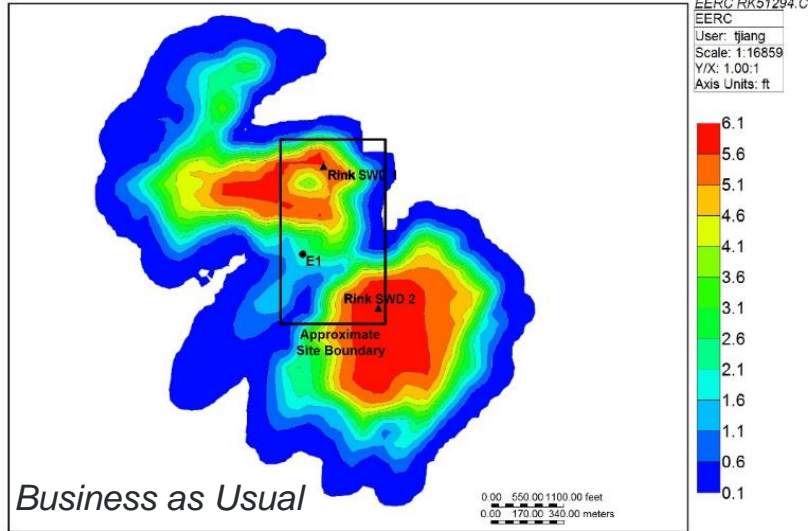 EERC RK51294.C
EERC
User: tjiang
Scale: 1:16859
Y/X: 1.00:1
Axis Units: ft
6.1
5.6
5.1
4.6
4.1
3.6
3.1
2.6
2.1
1.6
1.1
0.6
0.1
Rink SWD 1
E1
Rink SWD 2
Approximate
Site Boundary
Business as Usual
0.00 550.00 1100.00 feet
0.00 170.00 340.00 meters